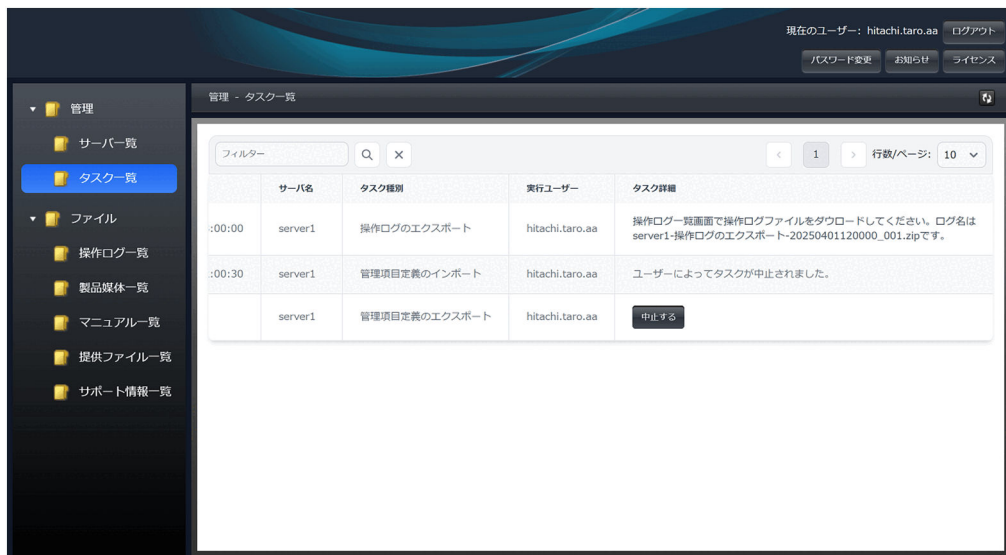 現在のユーザー: hitachi.taro.aa ログアウト
パスワード変更 お知らせ ライセンス
管理
サーバ一覧
タスク一覧
ファイル
操作ログ一覧
製品媒体一覧
マニュアル一覧
提供ファイル一覧
サポート情報一覧
管理 - タスク一覧
フィルター 1 行数/ページ: 10
サーバ名 タスク種別 実行ユーザー タスク詳細
:00:00 server1 操作ログのエクスポート hitachi.taro.aa 操作ログ一覧画面で操作ログファイルをダウロードしてください。ログ名は
server1-操作ログのエクスポート-20250401120000_001.zipです。
:00:30 server1 管理項目定義のインポート hitachi.taro.aa ユーザーによってタスクが中止されました。
server1 管理項目定義のエクスポート hitachi.taro.aa 中止する